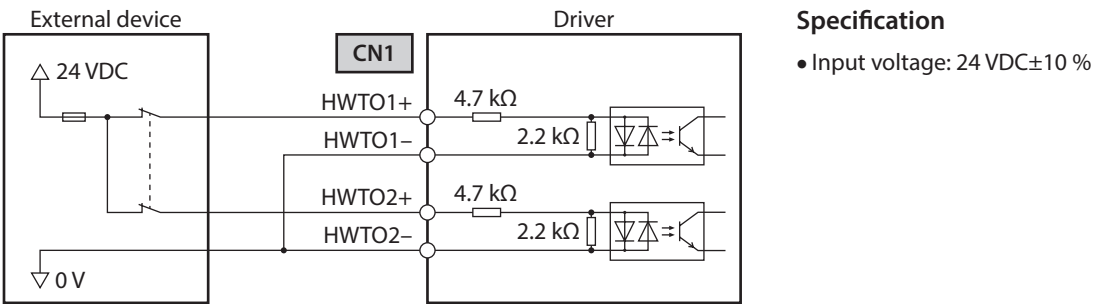 External device
Driver
Specification
CN1
• Input voltage: 24 VDC±10 %
24 VDC
HWTO1+
4.7 kΩ
HWTO1−
2.2 kΩ
HWTO2+
4.7 kΩ
HWTO2−
2.2 kΩ
0 V